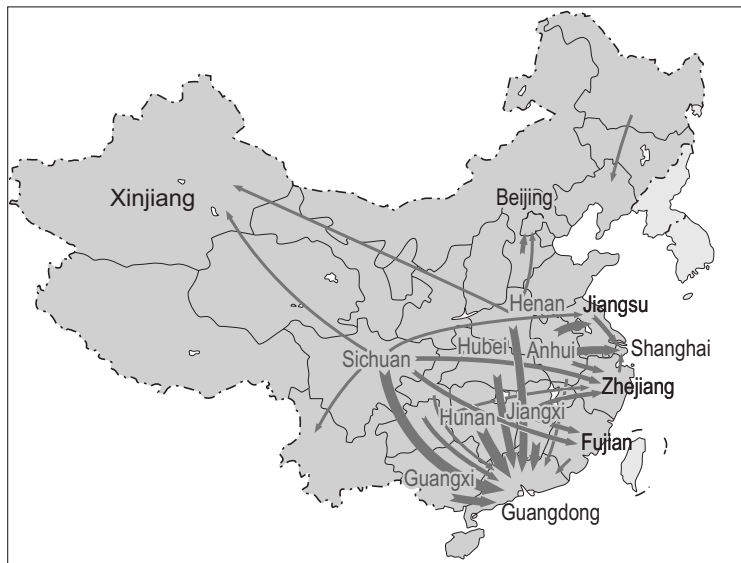 Xinjiang
Beijing
Henan
Jiangsu
Sichuan
Hubei
Anhui
Shanghai
Zhejiang
Hunan
Jiangxi
Fujian
Guangxi
Guangdong